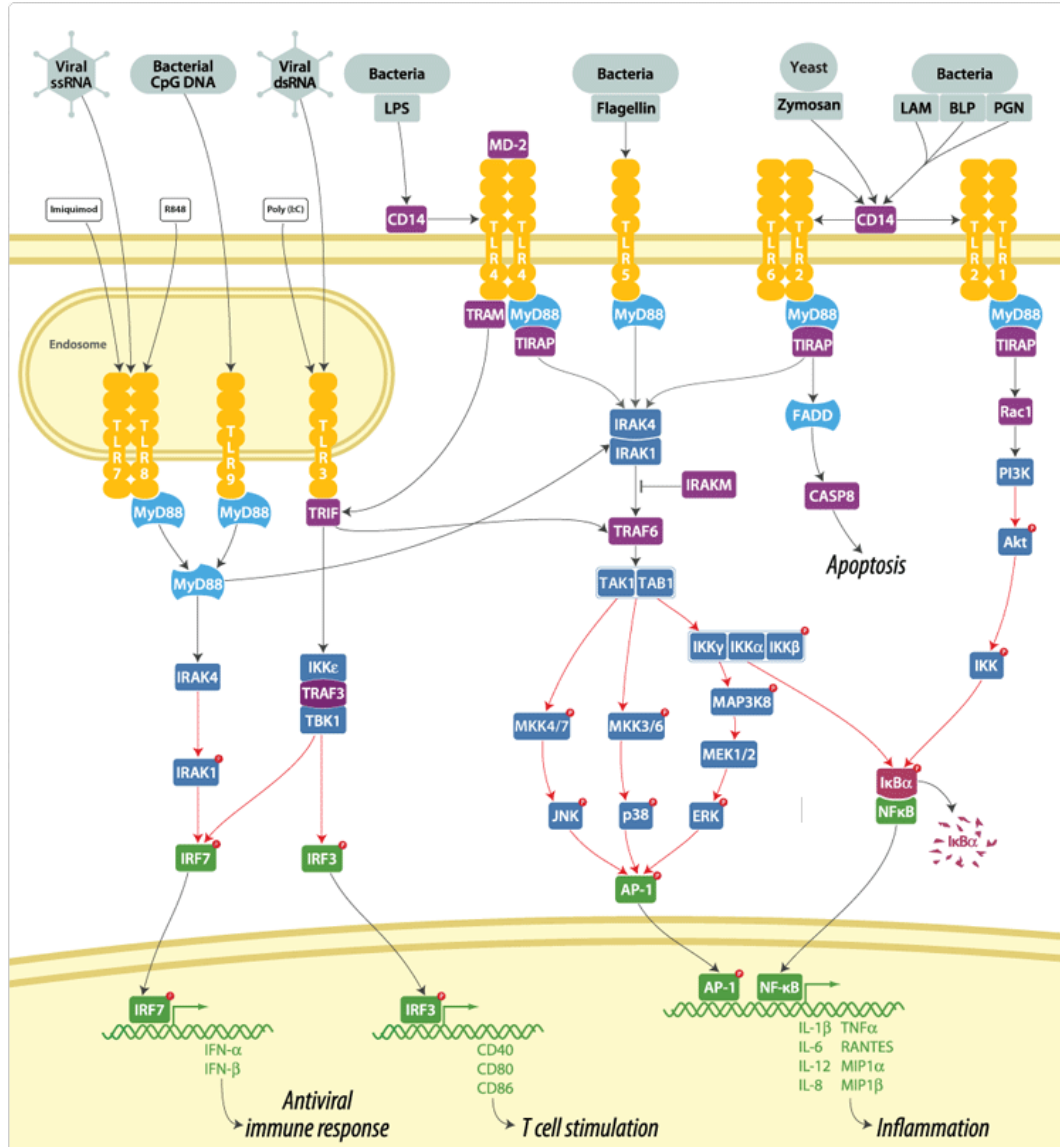 Viral
ssRNA
Bacterial
CpG DNA
Viral
dsRNA
Bacteria
LPS
Bacteria
Flagellin
Yeast
Zymosan
Bacteria
LAM BLP PGN
MD-2
Imiquimod
R848
Poly (I:C)
CD14
CD14
TLR4
TLR4
TLR5
TLR6
TLR2
TLR2
TLR1
TRAM
MyD88
TIRAP
MyD88
MyD88
TIRAP
MyD88
TIRAP
Endosome
TLR7
TLR8
TLR9
TLR3
MyD88
MyD88
TRIF
IRAK4
IRAK1
FADD
Rac1
PI3K
IRAKM
CASP8
TRAF6
Akt P
Apoptosis
MyD88
TAK1 TAB1
IKKγ IKKα IKKβ P
IRAK4
IKKε
TRAF3
TBK1
IKK P
MAP3K8 P
MKK4/7 P
MKK3/6 P
MEK1/2
IRAK1 P
IκBα P
NFκB
JNK P
p38 P
ERK P
IκBα
IRF7 P
IRF3 P
AP-1 P
IRF7 P
IRF3 P
AP-1 P
NF-κB
IFN-α
IFN-β
CD40
CD80
CD86
IL-1β TNFα
IL-6 RANTES
IL-12 MIP1α
IL-8 MIP1β
Antiviral
immune response
T cell stimulation
Inflammation